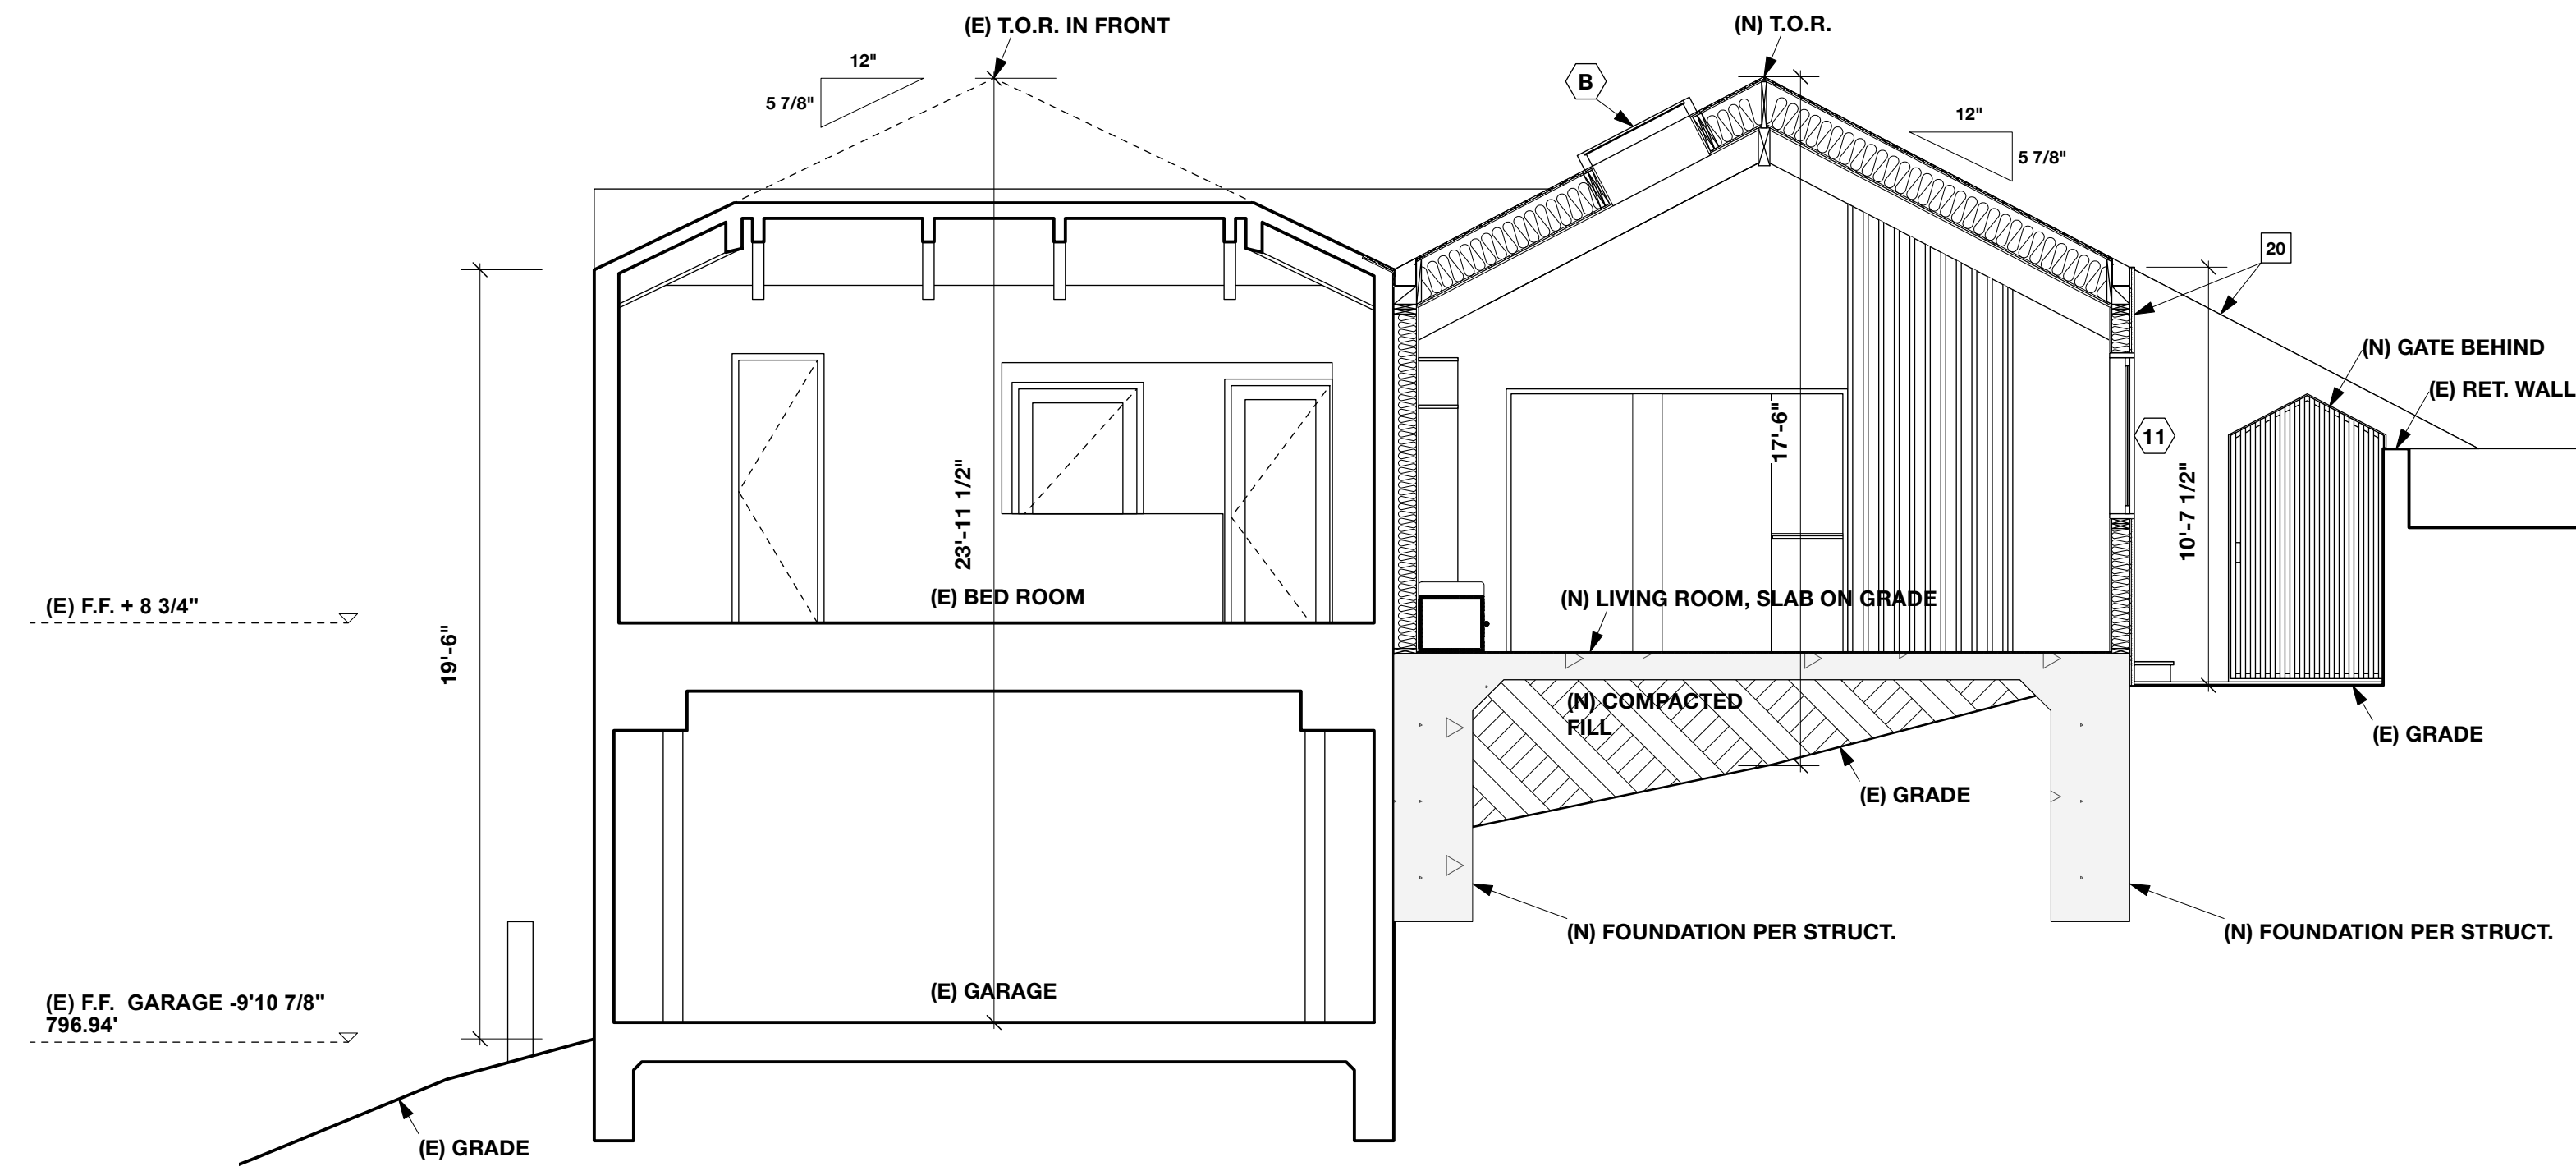 (E) T.O.R. IN FRONT
(N) T.O.R.
12"
5 7/8"
B
12"
5 7/8"
20
(N) GATE BEHIND
(E) RET. WALL
11
17'-6"
10'-7 1/2"
23'-11 1/2"
19'-6"
(E) F.F. + 8 3/4"
(E) BED ROOM
(N) LIVING ROOM, SLAB ON GRADE
(N) COMPACTED
FILL
(E) GRADE
(E) GRADE
(N) FOUNDATION PER STRUCT.
(N) FOUNDATION PER STRUCT.
(E) GARAGE
(E) F.F. GARAGE -9'10 7/8"
796.94'
(E) GRADE